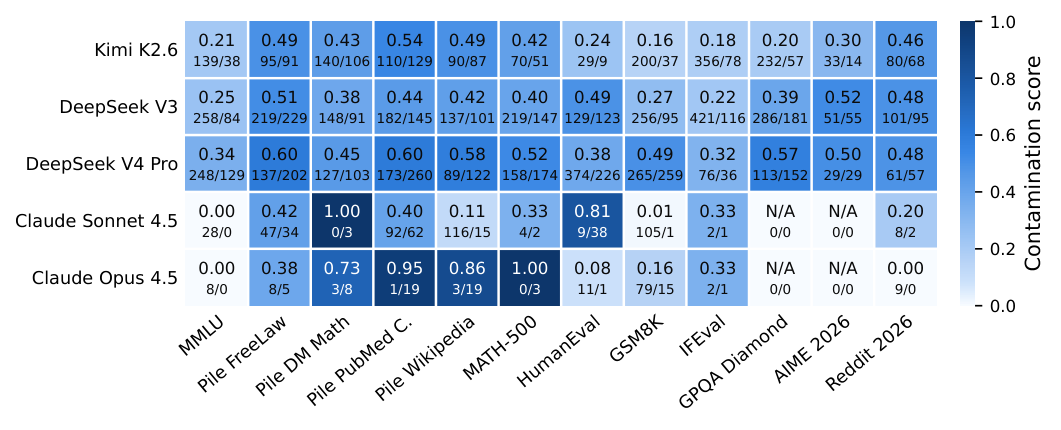 Kimi K2.6 0.21 0.49 0.43 0.54 0.49 0.42 0.24 0.16 0.18 0.20 0.30 0.46
139/38 95/91 140/106 110/129 90/87 70/51 29/9 200/37 356/78 232/57 33/14 80/68
DeepSeek V3 0.25 0.51 0.38 0.44 0.42 0.40 0.49 0.27 0.22 0.39 0.52 0.48
258/84 219/229 148/91 182/145 137/101 219/147 129/123 256/95 421/116 286/181 51/55 101/95
DeepSeek V4 Pro 0.34 0.60 0.45 0.60 0.58 0.52 0.38 0.49 0.32 0.57 0.50 0.48
248/129 137/202 127/103 173/260 89/122 158/174 374/226 265/259 76/36 113/152 29/29 61/57
Claude Sonnet 4.5 0.00 0.42 1.00 0.40 0.11 0.33 0.81 0.01 0.33 N/A N/A 0.20
28/0 47/34 0/3 92/62 116/15 4/2 9/38 105/1 2/1 0/0 0/0 8/2
Claude Opus 4.5 0.00 0.38 0.73 0.95 0.86 1.00 0.08 0.16 0.33 N/A N/A 0.00
8/0 8/5 3/8 1/19 3/19 0/3 11/1 79/15 2/1 0/0 0/0 9/0
MMLU
Pile FreeLaw
Pile DM Math
Pile PubMed C.
Pile Wikipedia
MATH-500
HumanEval
GSM8K
IFEval
GPQA Diamond
AIME 2026
Reddit 2026
1.0
0.8
0.6
0.4
0.2
0.0
Contamination score